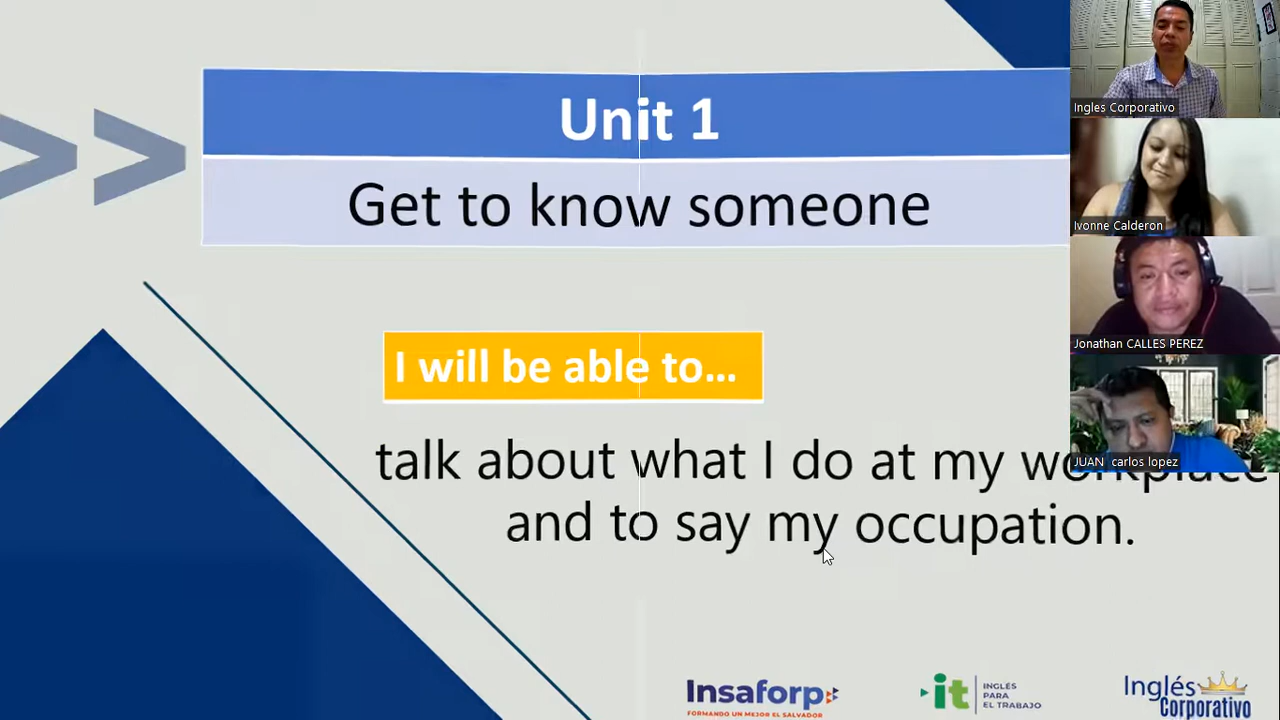 Unit 1
Get to know someone
I will be able to...
talk about what I do at my workplace
and to say my occupation.
Ingles Corporativo
Ivonne Calderon
Jonathan CALLES PEREZ
JUAN carlos lopez
Insaforp
FORMANDO UN MEJOR EL SALVADOR
it
INGLÉS
PARA
EL TRABAJO
Inglés
Corporativo